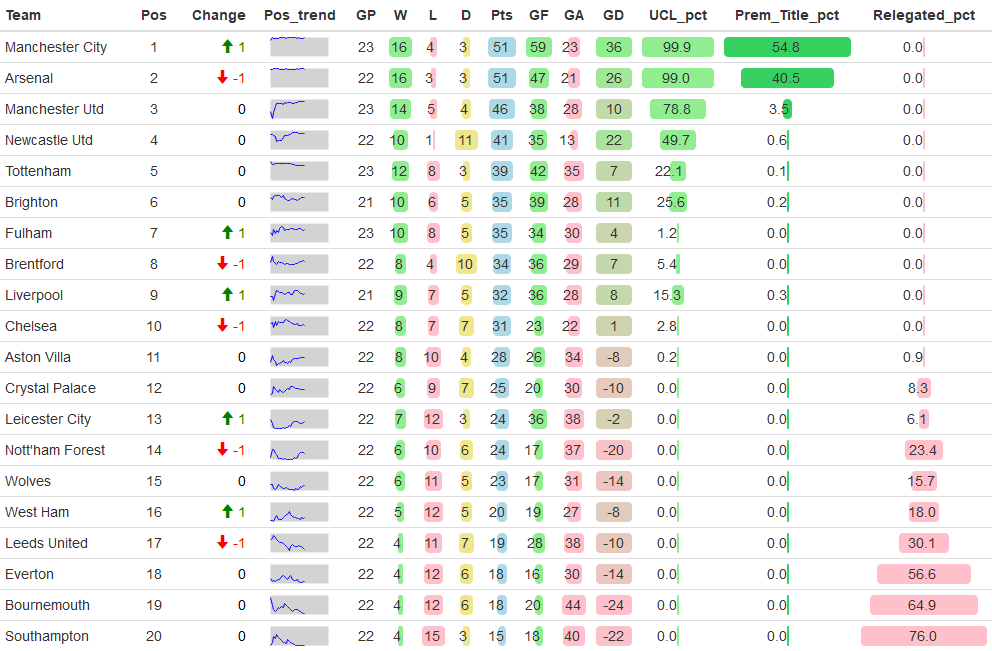 Team Pos Change Pos_trend GP W L D Pts GF GA GD UCL_pct Prem_Title_pct Relegated_pct
Manchester City 1 1 23 16 4 3 51 59 23 36 99.9 54.8 0.0
Arsenal 2 -1 22 16 3 3 51 47 21 26 99.0 40.5 0.0
Manchester Utd 3 0 23 14 5 4 46 38 28 10 78.8 3.5 0.0
Newcastle Utd 4 0 22 10 1 11 41 35 13 22 49.7 0.6 0.0
Tottenham 5 0 23 12 8 3 39 42 35 7 22.1 0.1 0.0
Brighton 6 0 21 10 6 5 35 39 28 11 25.6 0.2 0.0
Fulham 7 1 23 10 8 5 35 34 30 4 1.2 0.0 0.0
Brentford 8 -1 22 8 4 10 34 36 29 7 5.4 0.0 0.0
Liverpool 9 1 21 9 7 5 32 36 28 8 15.3 0.3 0.0
Chelsea 10 -1 22 8 7 7 31 23 22 1 2.8 0.0 0.0
Aston Villa 11 0 22 8 10 4 28 26 34 -8 0.2 0.0 0.9
Crystal Palace 12 0 22 6 9 7 25 20 30 -10 0.0 0.0 8.3
Leicester City 13 1 22 7 12 3 24 36 38 -2 0.0 0.0 6.1
Nott'ham Forest 14 -1 22 6 10 6 24 17 37 -20 0.0 0.0 23.4
Wolves 15 0 22 6 11 5 23 17 31 -14 0.0 0.0 15.7
West Ham 16 1 22 5 12 5 20 19 27 -8 0.0 0.0 18.0
Leeds United 17 -1 22 4 11 7 19 28 38 -10 0.0 0.0 30.1
Everton 18 0 22 4 12 6 18 16 30 -14 0.0 0.0 56.6
Bournemouth 19 0 22 4 12 6 18 20 44 -24 0.0 0.0 64.9
Southampton 20 0 22 4 15 3 15 18 40 -22 0.0 0.0 76.0